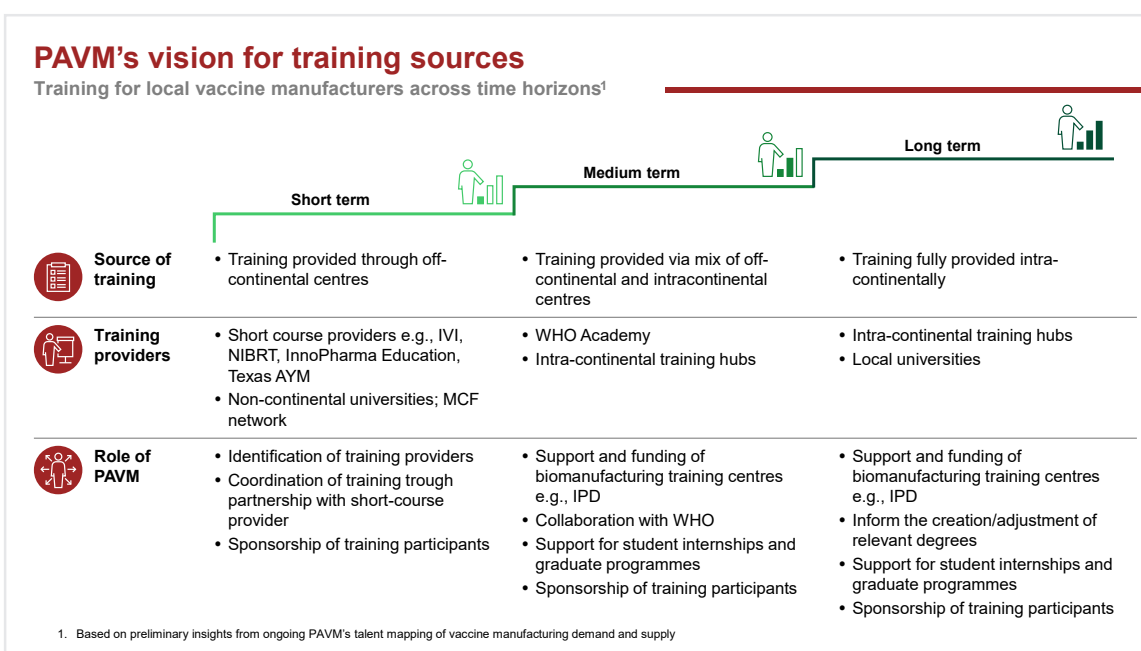 PAVM’s vision for training sources
Training for local vaccine manufacturers across time horizons¹
Short term
Medium term
Long term
Source of
training
• Training provided through off-
continental centres
• Training provided via mix of off-
continental and intracontinental
centres
• Training fully provided intra-
continentally
Training
providers
• Short course providers e.g., IVI,
NIBRT, InnoPharma Education,
Texas AYM
• Non-continental universities; MCF
network
• WHO Academy
• Intra-continental training hubs
• Intra-continental training hubs
• Local universities
Role of
PAVM
• Identification of training providers
• Coordination of training trough
partnership with short-course
provider
• Sponsorship of training participants
• Support and funding of
biomanufacturing training centres
e.g., IPD
• Collaboration with WHO
• Support for student internships and
graduate programmes
• Sponsorship of training participants
• Support and funding of
biomanufacturing training centres
e.g., IPD
• Inform the creation/adjustment of
relevant degrees
• Support for student internships and
graduate programmes
• Sponsorship of training participants
1. Based on preliminary insights from ongoing PAVM’s talent mapping of vaccine manufacturing demand and supply